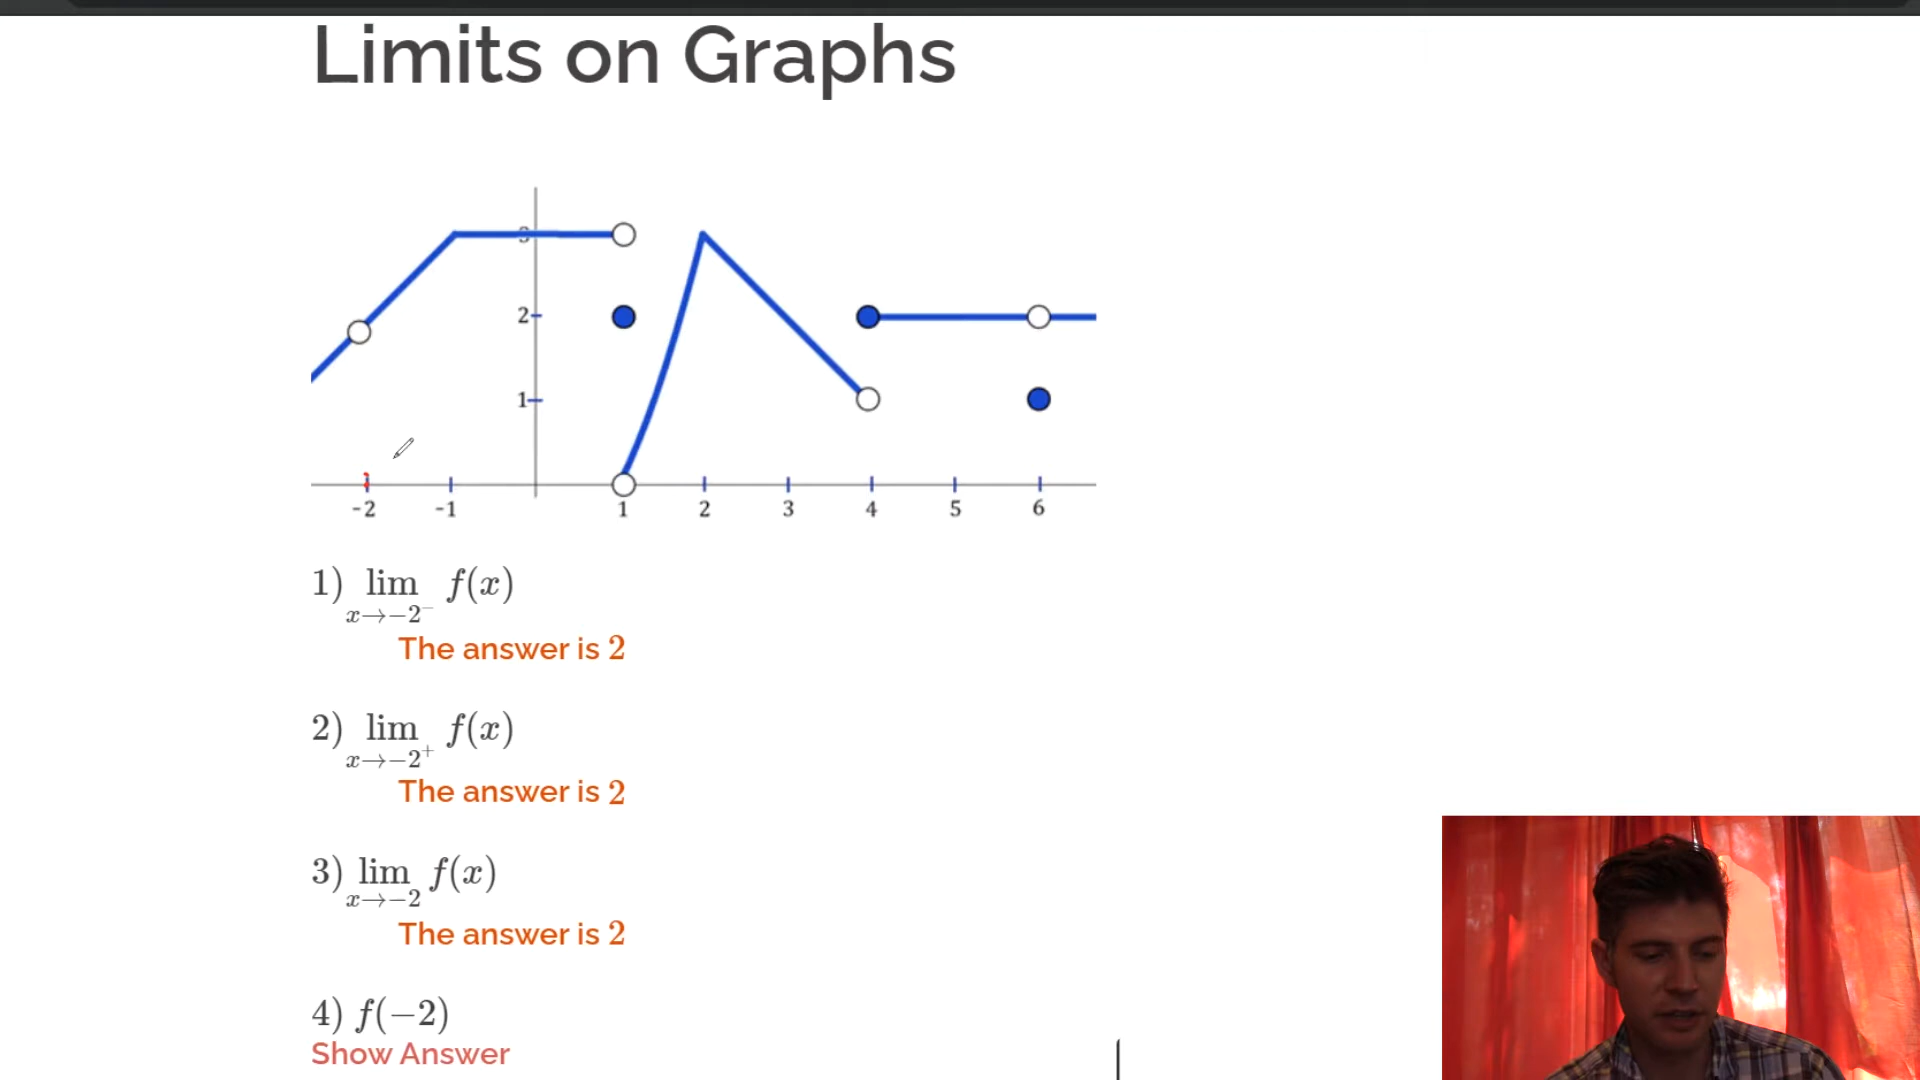 Limits on Graphs
3
2
1
-2 -1 1 2 3 4 5 6
1) lim f(x)
x→−2⁻
The answer is 2
2) lim f(x)
x→−2⁺
The answer is 2
3) lim f(x)
x→−2
The answer is 2
4) f(−2)
Show Answer